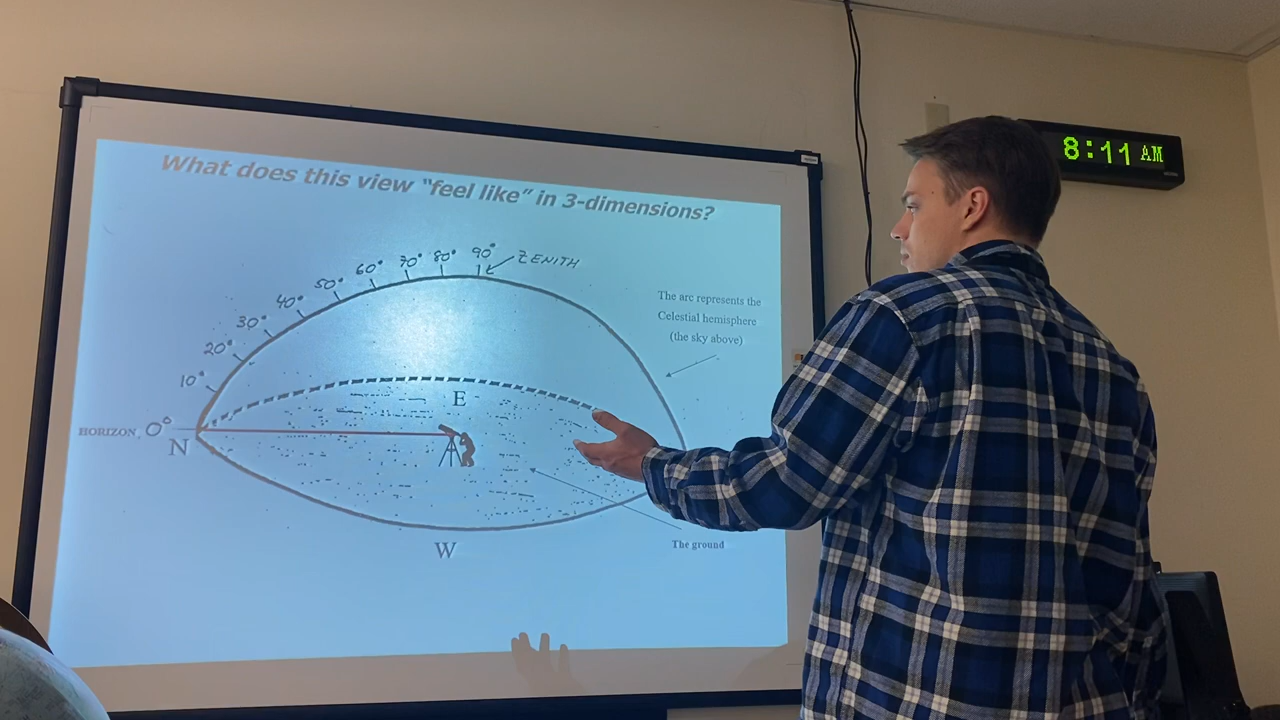 What does this view “feel like” in 3-dimensions?
8:11 AM
90°
ZENITH
80°
70°
60°
50°
40°
30°
20°
10°
The arc represents the
Celestial hemisphere
(the sky above)
E
HORIZON 0°
N
W
The ground